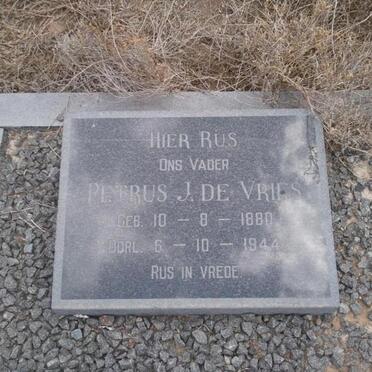 HIER RUS
ONS VADER
PETRUS J. DE VRIES
GEB. 10 - 8 - 1880
OORL. 6 - 10 - 1944
RUS IN VREDE.